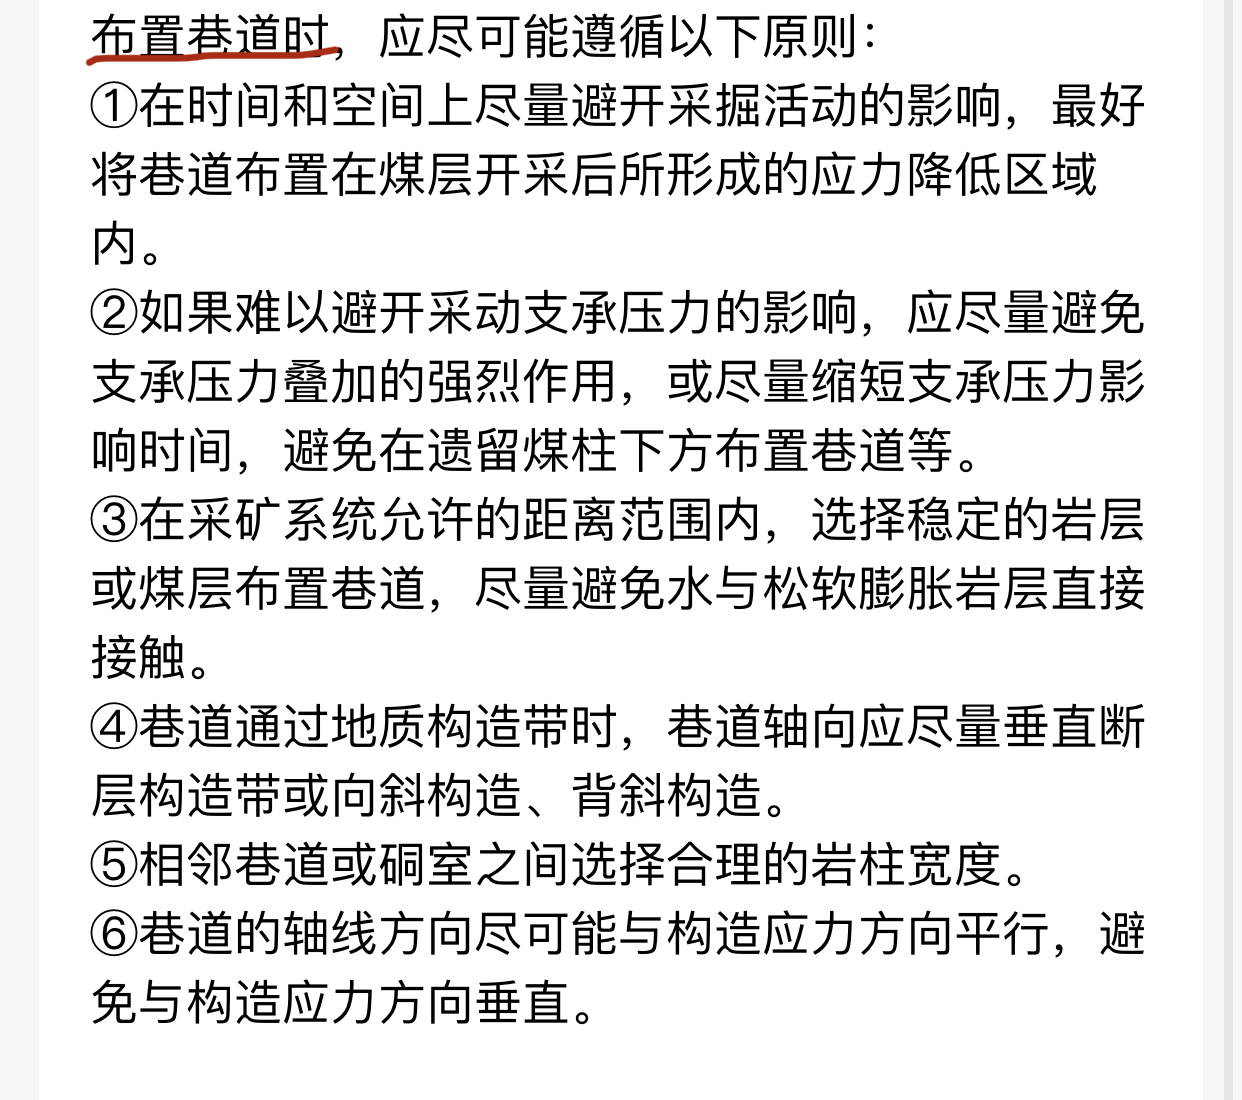 布置巷道时，应尽可能遵循以下原则：
①在时间和空间上尽量避开采掘活动的影响，最好
将巷道布置在煤层开采后所形成的应力降低区域
内。
②如果难以避开采动支承压力的影响，应尽量避免
支承压力叠加的强烈作用，或尽量缩短支承压力影
响时间，避免在遗留煤柱下方布置巷道等。
③在采矿系统允许的距离范围内，选择稳定的岩层
或煤层布置巷道，尽量避免水与松软膨胀岩层直接
接触。
④巷道通过地质构造带时，巷道轴向应尽量垂直断
层构造带或向斜构造、背斜构造。
⑤相邻巷道或硐室之间选择合理的岩柱宽度。
⑥巷道的轴线方向尽可能与构造应力方向平行，避
免与构造应力方向垂直。